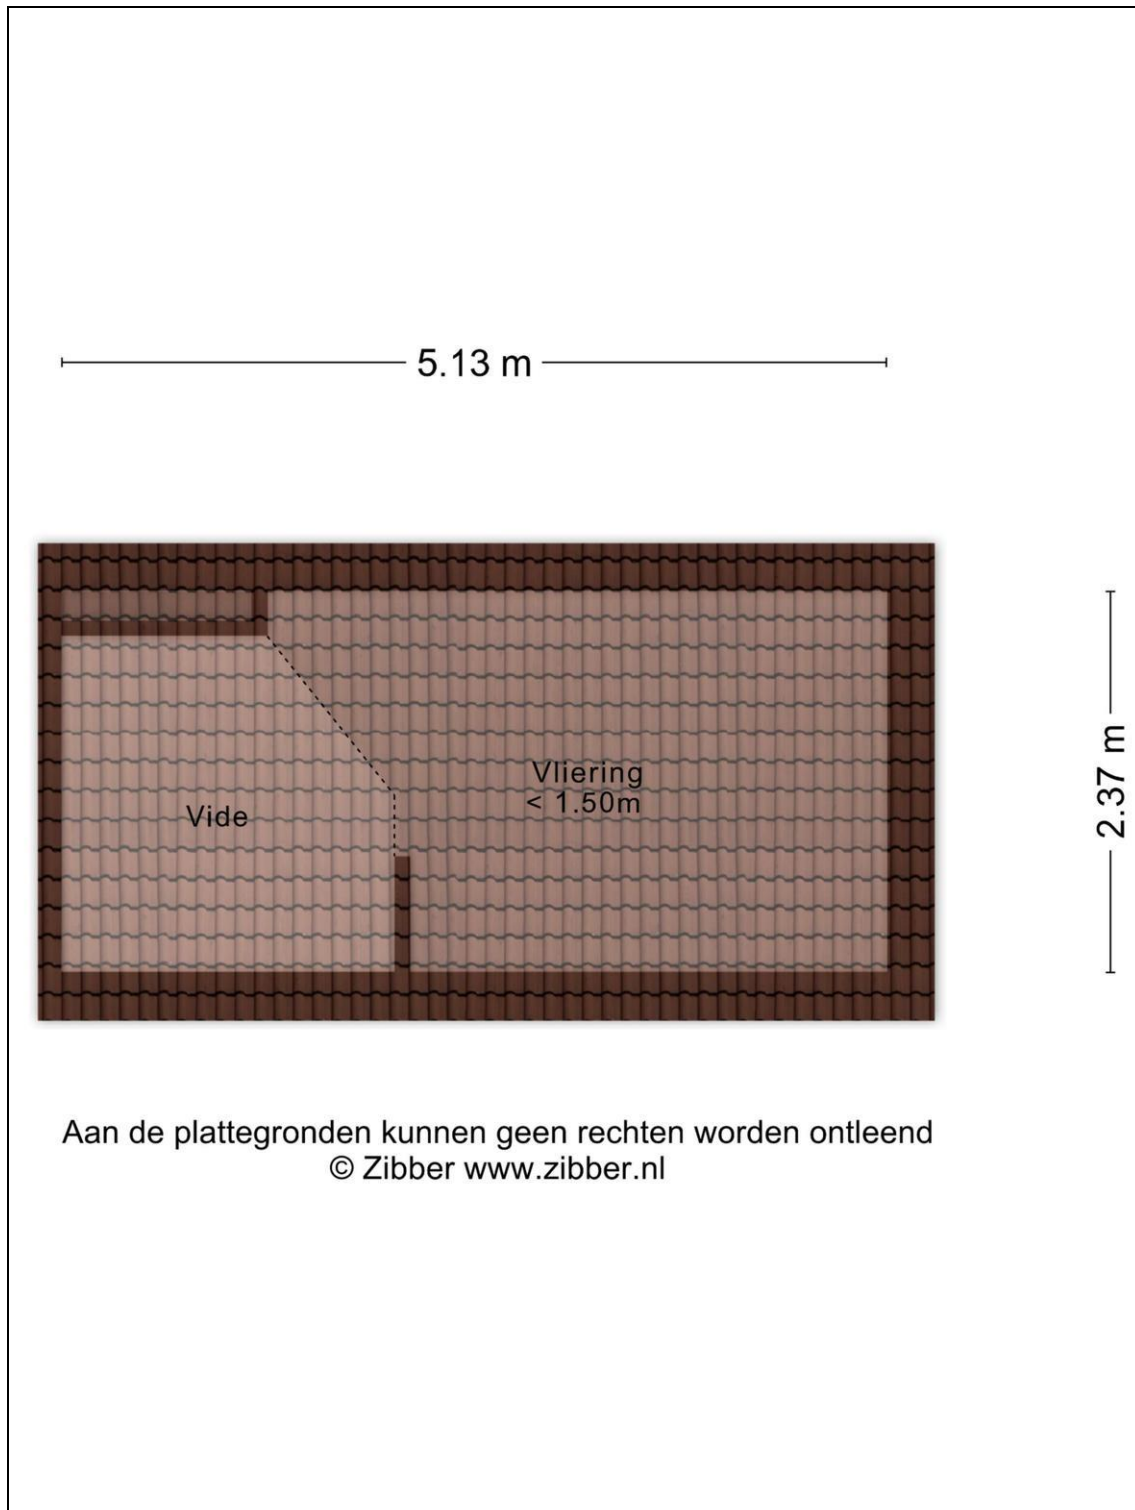 5.13 m
Vliering
< 1.50m
Vide
2.37 m
Aan de plattegronden kunnen geen rechten worden ontleend
© Zibber www.zibber.nl